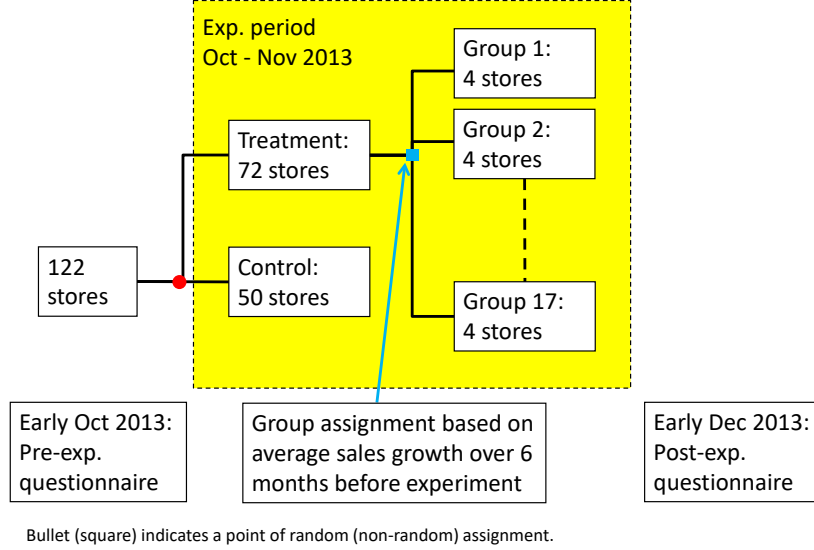 Exp. period
Oct - Nov 2013
Group 1:
4 stores
Group 2:
4 stores
Treatment:
72 stores
122
stores
Control:
50 stores
Group 17:
4 stores
Early Oct 2013:
Pre-exp.
questionnaire
Group assignment based on
average sales growth over 6
months before experiment
Early Dec 2013:
Post-exp.
questionnaire
Bullet (square) indicates a point of random (non-random) assignment.